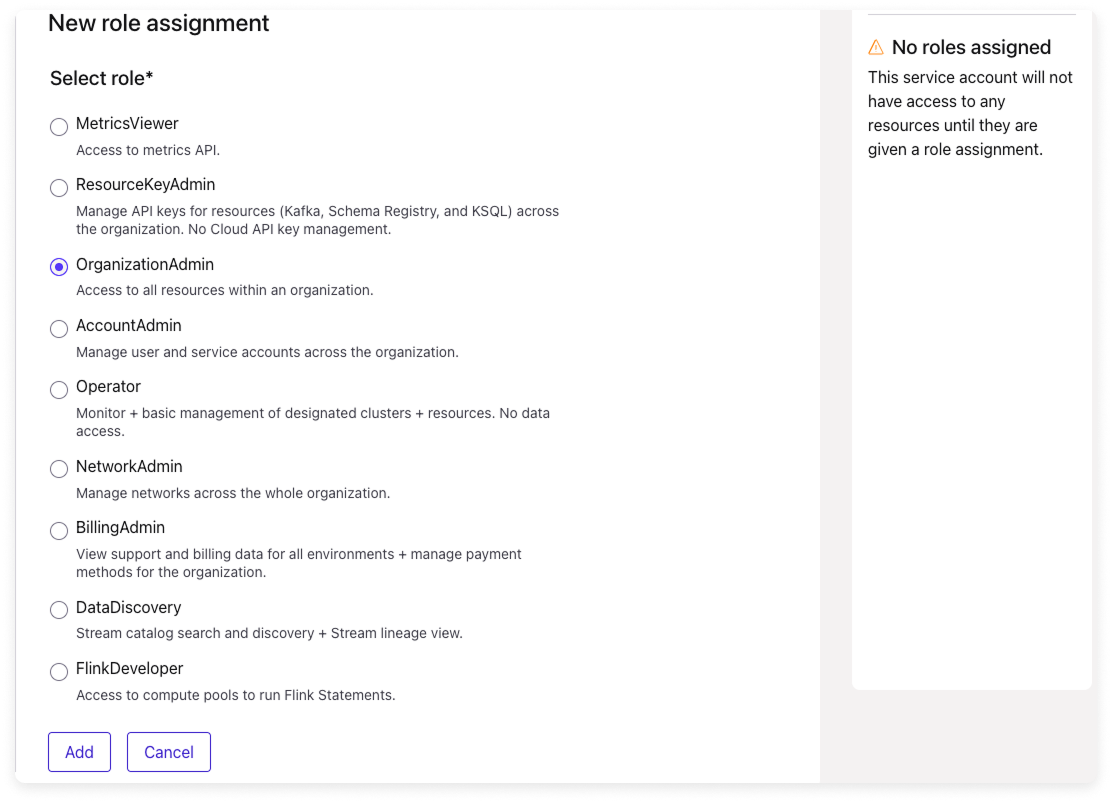 New role assignment
Select role*
MetricsViewer
Access to metrics API.
ResourceKeyAdmin
Manage API keys for resources (Kafka, Schema Registry, and KSQL) across
the organization. No Cloud API key management.
OrganizationAdmin
Access to all resources within an organization.
AccountAdmin
Manage user and service accounts across the organization.
Operator
Monitor + basic management of designated clusters + resources. No data
access.
NetworkAdmin
Manage networks across the whole organization.
BillingAdmin
View support and billing data for all environments + manage payment
methods for the organization.
DataDiscovery
Stream catalog search and discovery + Stream lineage view.
FlinkDeveloper
Access to compute pools to run Flink Statements.
Add
Cancel
No roles assigned
This service account will not
have access to any
resources until they are
given a role assignment.